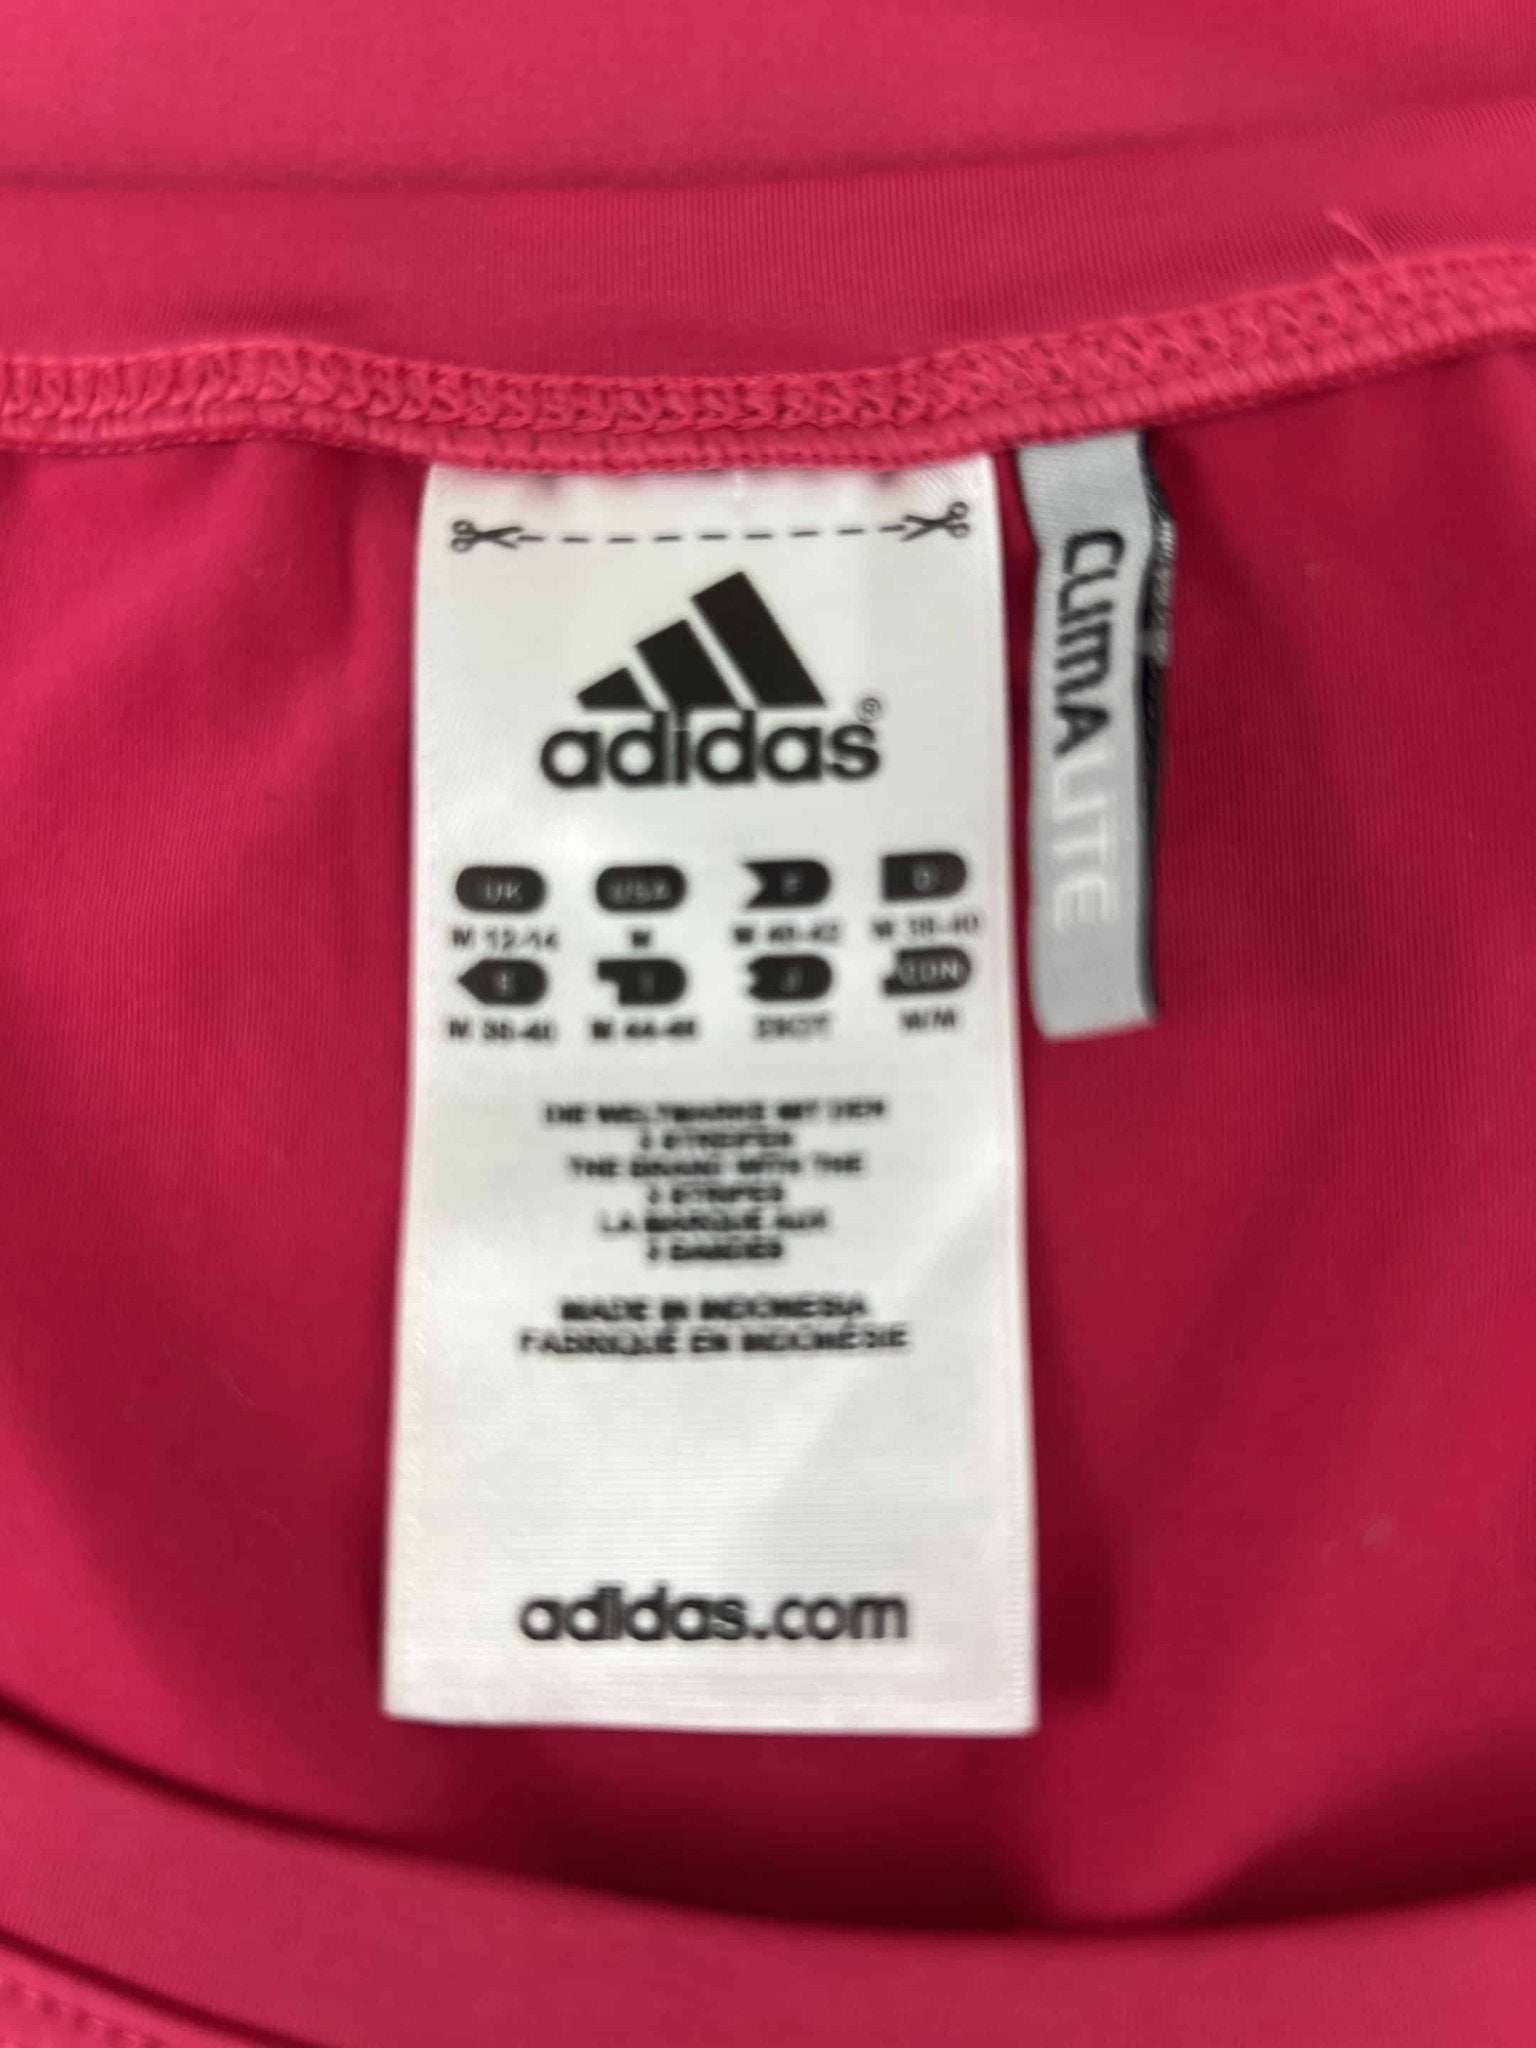 adidas®
UK USA F D
M 12-14 M M 40-42 M 38-40
E I J CDN
M 38-40 M 44-46 M/M
DIE WELTMARKE MIT DEN
3 STREIFEN
THE BRAND WITH THE
3 STRIPES
LA MARQUE AUX
3 BANDES
MADE IN INDONESIA
FABRIQUÉ EN INDONÉSIE
adidas.com
CLIMALITE